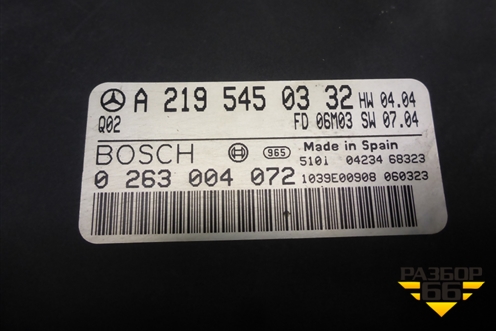 A 219 545 03 32 HW 04.04
Q02 FD 06M03 SW 07.04
BOSCH 965 Made in Spain
5101 04234 68323
0 263 004 072 1039E00908 060323
РАЗБОР
66